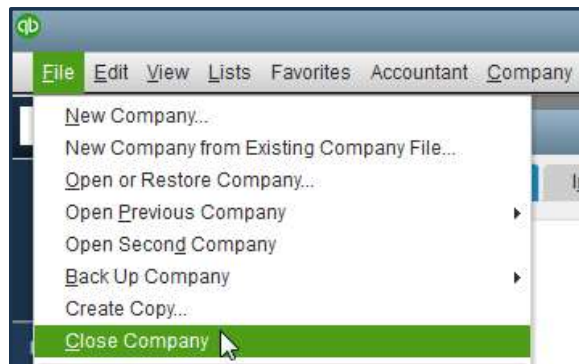 qb
File Edit View Lists Favorites Accountant Company
New Company...
New Company from Existing Company File...
Open or Restore Company...
Open Previous Company
Open Second Company
Back Up Company
Create Copy...
Close Company